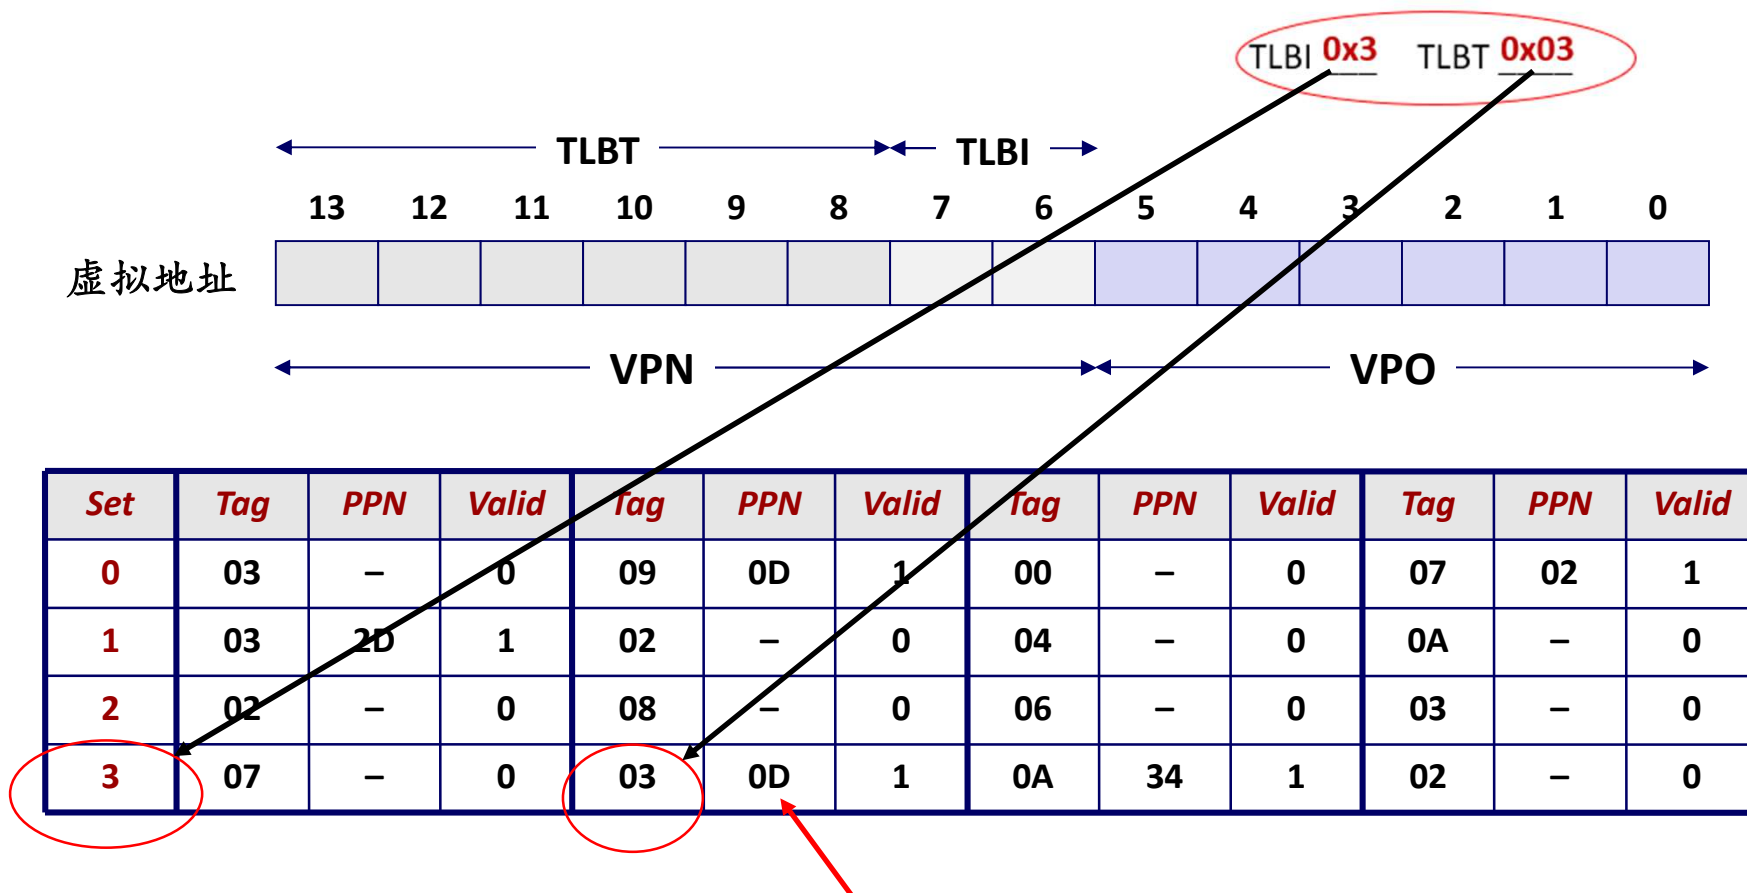 TLBI 0x3 TLBT 0x03
TLBT TLBI
13 12 11 10 9 8 7 6 5 4 3 2 1 0
虚拟地址
VPN VPO
Set Tag PPN Valid Tag PPN Valid Tag PPN Valid Tag PPN Valid
0 03 – 0 09 0D 1 00 – 0 07 02 1
1 03 2D 1 02 – 0 04 – 0 0A – 0
2 02 – 0 08 – 0 06 – 0 03 – 0
3 07 – 0 03 0D 1 0A 34 1 02 – 0